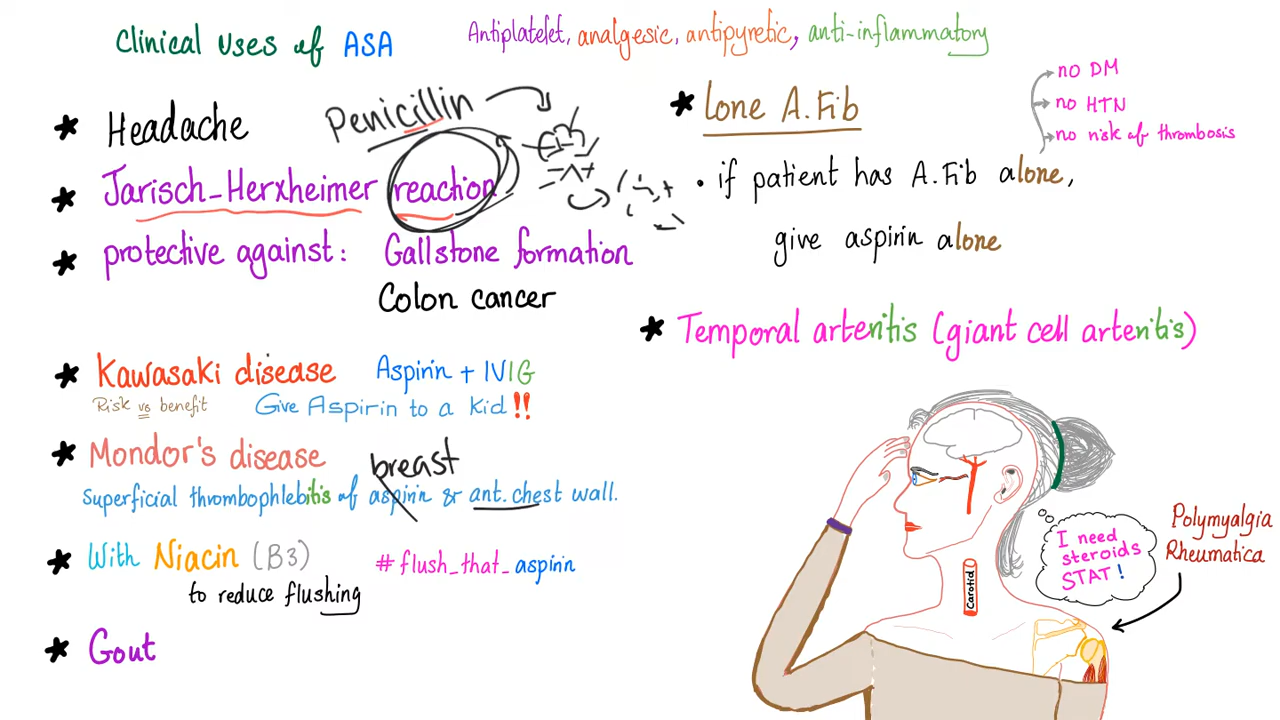 Clinical uses of ASA
Antiplatelet, analgesic, antipyretic, anti-inflammatory
* Headache
Penicillin
* Jarisch-Herxheimer reaction
* protective against: Gallstone formation
Colon cancer
* Kawasaki disease Aspirin + IVIG
Risk vs benefit Give Aspirin to a kid!!
* Mondor's disease
breast
Superficial thrombophlebitis of aspirin & ant. chest wall.
* With Niacin (B3) #flush_that_aspirin
to reduce flushing
* Gout
* lone A.Fib
no DM
no HTN
no risk of thrombosis
• if patient has A.Fib alone,
give aspirin alone
* Temporal arteritis (giant cell arteritis)
Carotid
I need
steroids
STAT!
Polymyalgia
Rheumatica